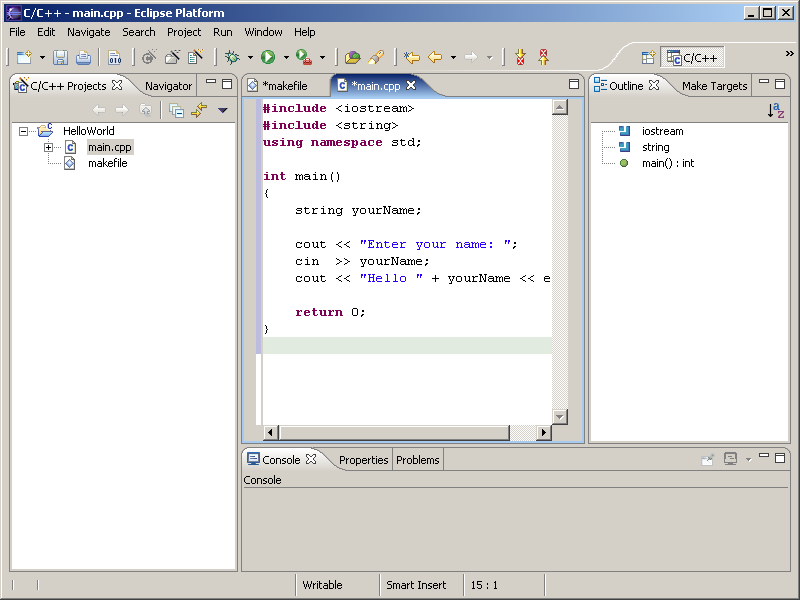 C/C++ - main.cpp - Eclipse Platform
File Edit Navigate Search Project Run Window Help
010
C/C++
»
C/C++ Projects Navigator
*makefile *main.cpp
Outline Make Targets
HelloWorld
main.cpp
makefile
#include <iostream>
#include <string>
using namespace std;
int main()
{
string yourName;
cout << "Enter your name: ";
cin >> yourName;
cout << "Hello " + yourName << e
return 0;
}
iostream
string
main() : int
Console Properties Problems
Console
Writable Smart Insert 15 : 1